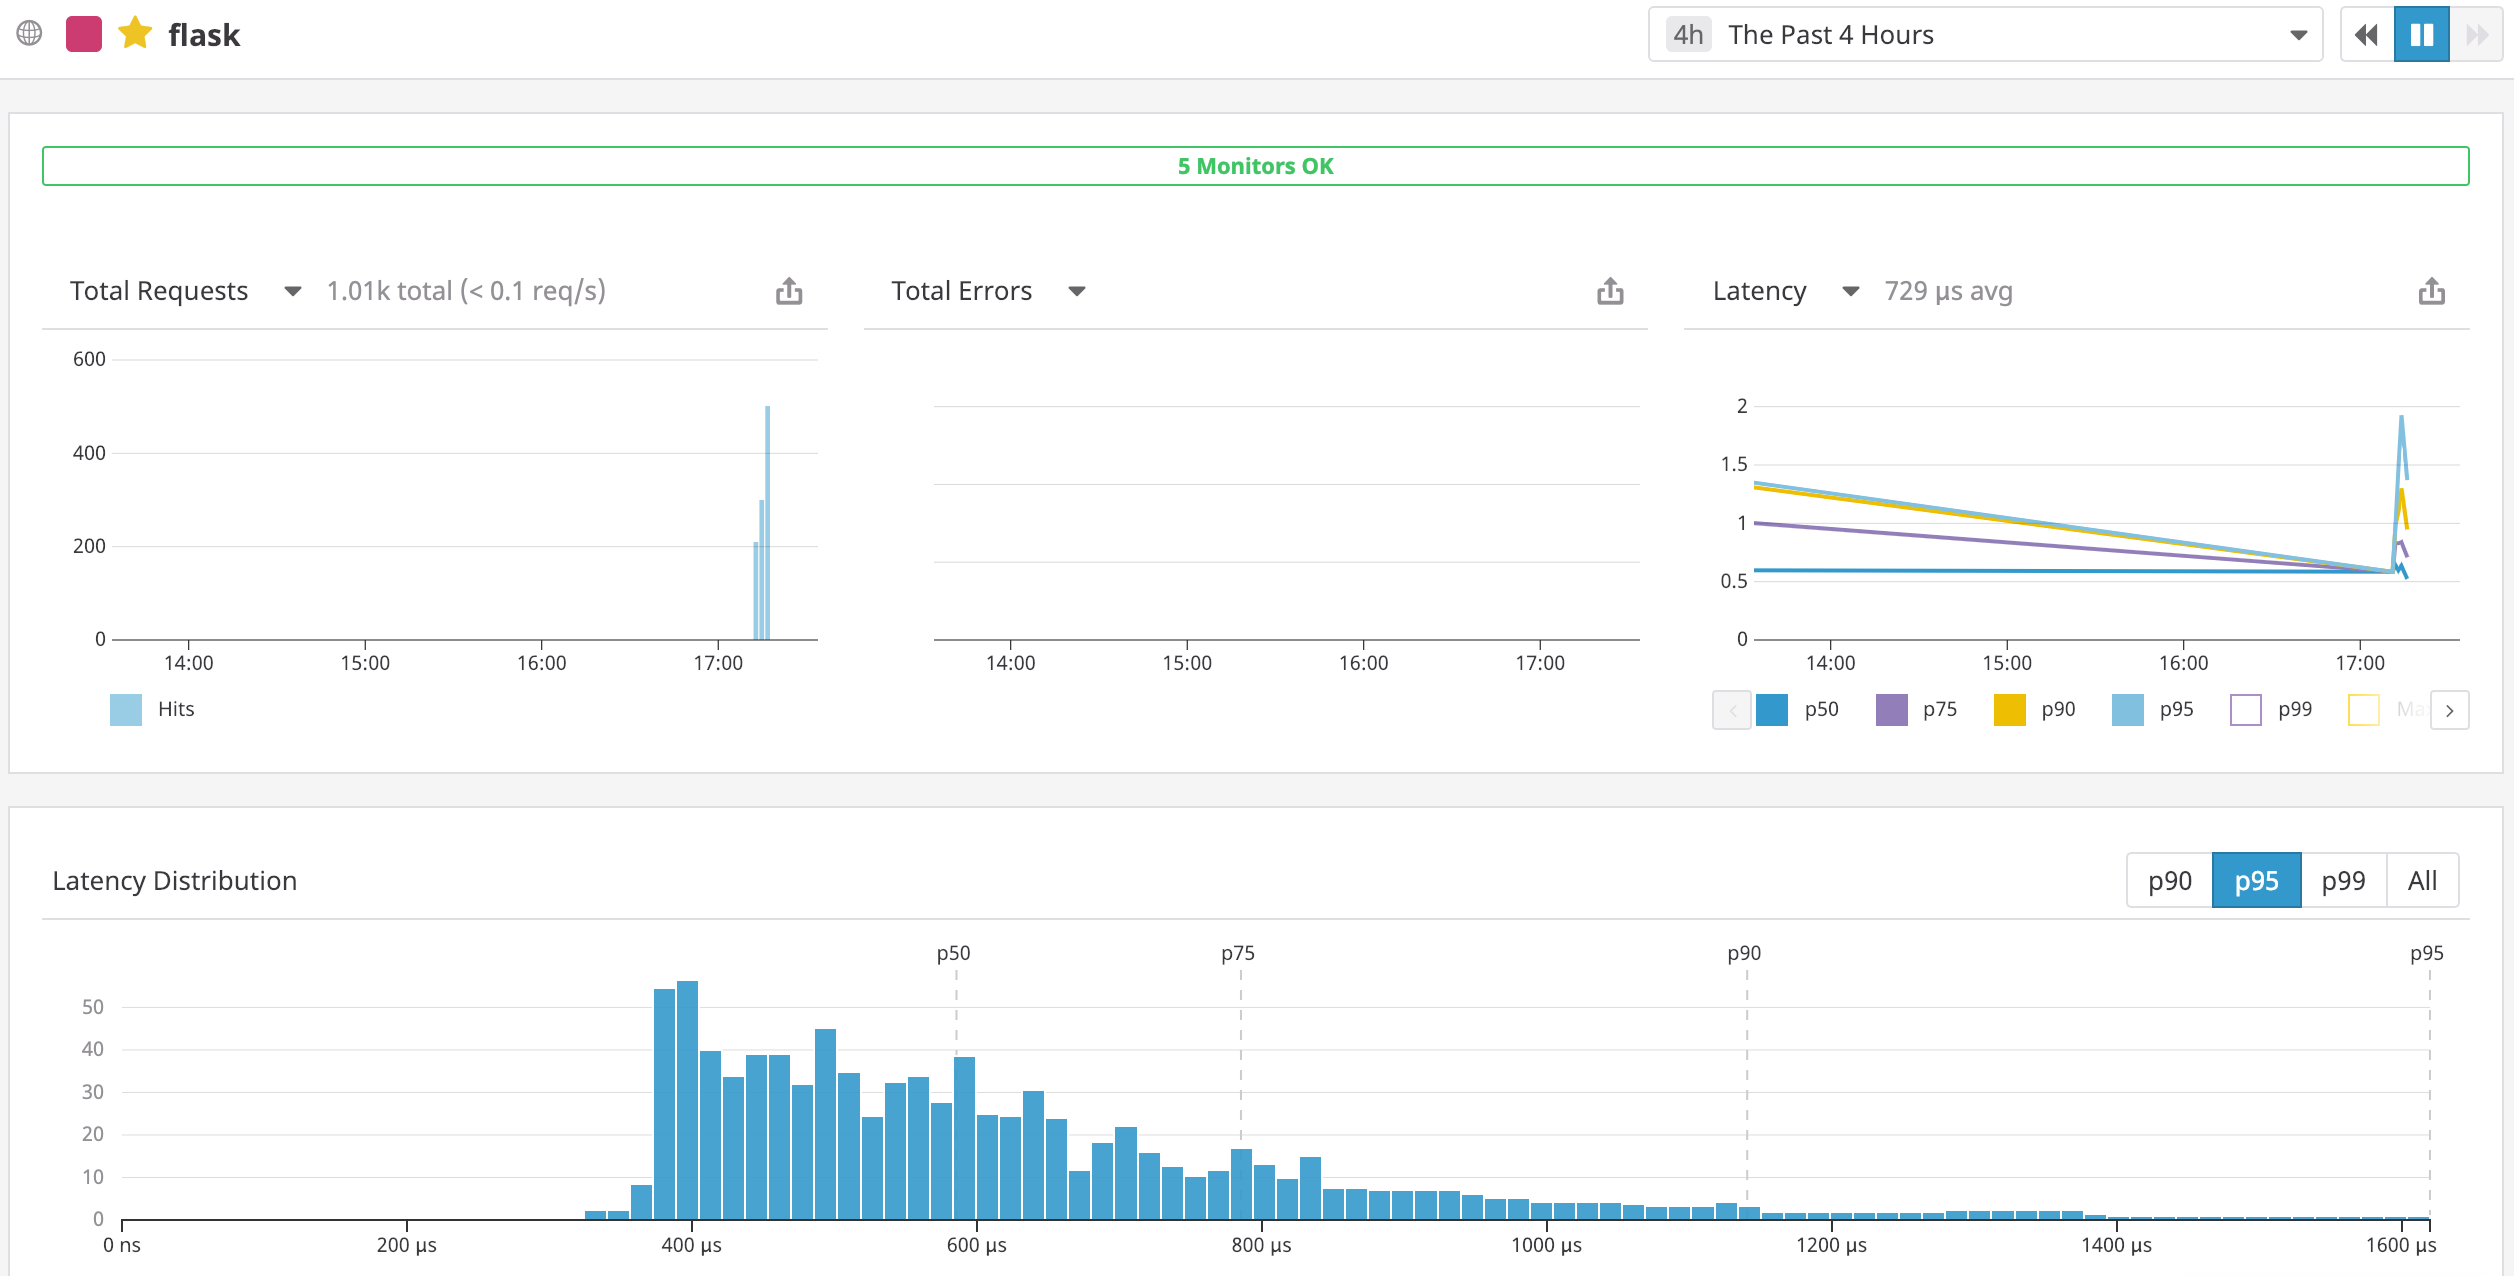 flask
4h The Past 4 Hours
5 Monitors OK
Total Requests 1.01k total (< 0.1 req/s)
600
400
200
0
14:00 15:00 16:00 17:00
Hits
Total Errors
14:00 15:00 16:00 17:00
Latency 729 µs avg
2
1.5
1
0.5
0
14:00 15:00 16:00 17:00
p50 p75 p90 p95 p99
Latency Distribution
p90 p95 p99 All
p50 p75 p90 p95
50
40
30
20
10
0
0 ns 200 µs 400 µs 600 µs 800 µs 1000 µs 1200 µs 1400 µs 1600 µs